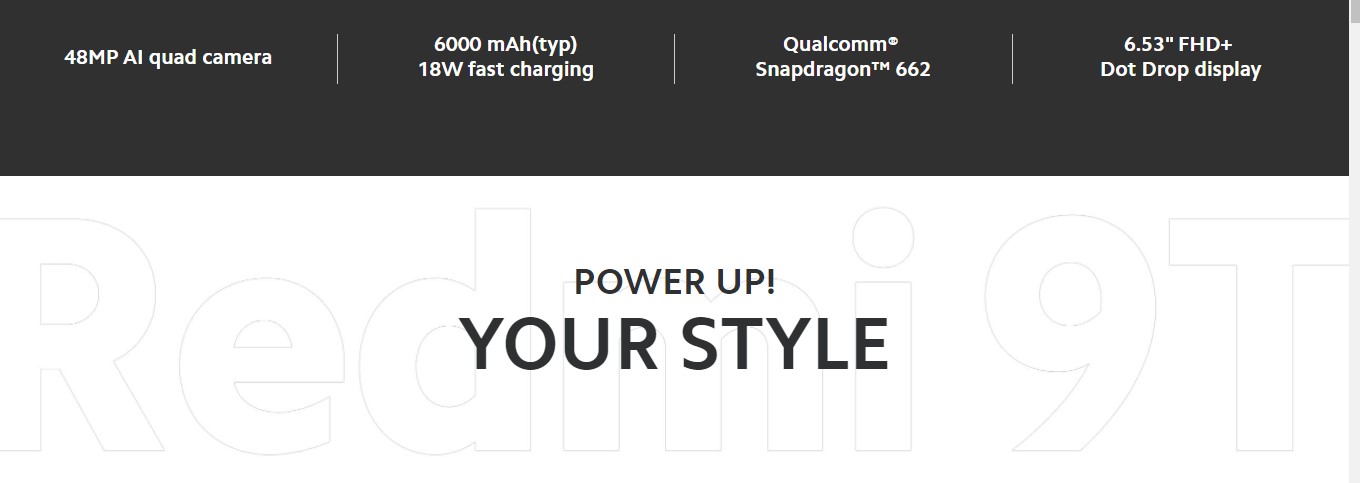 48MP AI quad camera
6000 mAh(typ)
18W fast charging
Qualcomm®
Snapdragon™ 662
6.53" FHD+
Dot Drop display
Redmi 9T
POWER UP!
YOUR STYLE